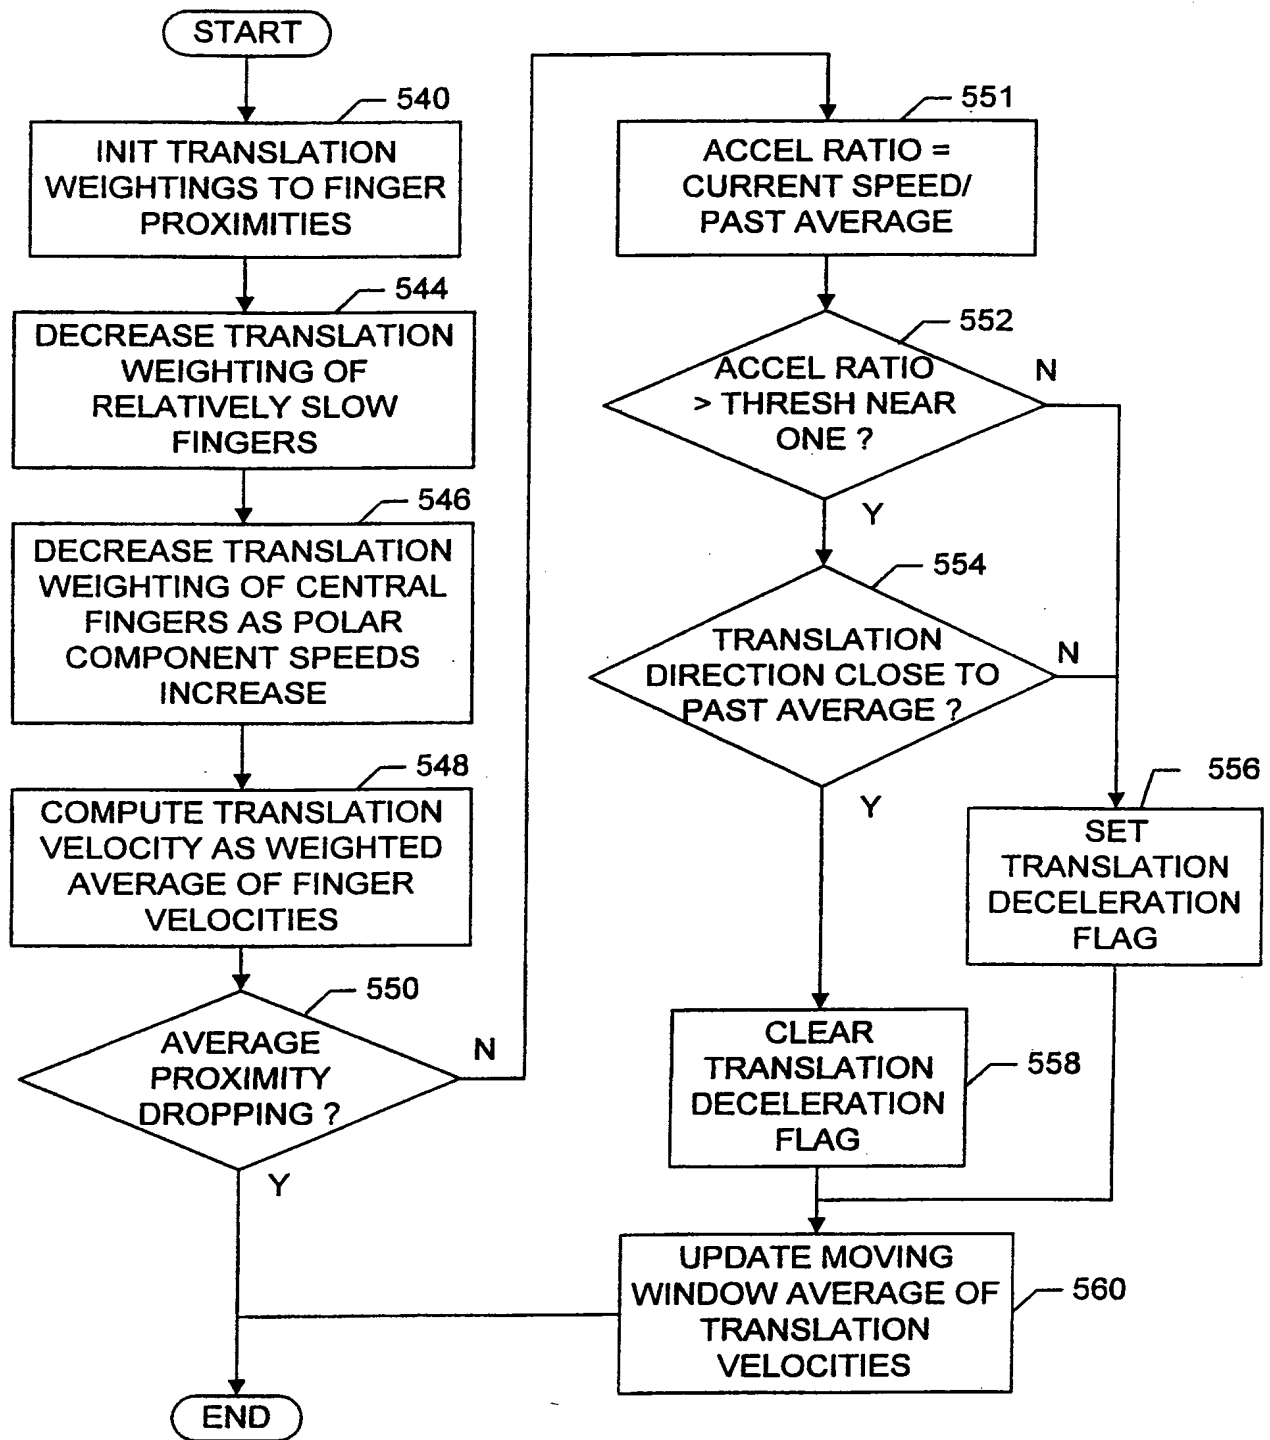 START
540
INIT TRANSLATION
WEIGHTINGS TO FINGER
PROXIMITIES
544
DECREASE TRANSLATION
WEIGHTING OF
RELATIVELY SLOW
FINGERS
546
DECREASE TRANSLATION
WEIGHTING OF CENTRAL
FINGERS AS POLAR
COMPONENT SPEEDS
INCREASE
548
COMPUTE TRANSLATION
VELOCITY AS WEIGHTED
AVERAGE OF FINGER
VELOCITIES
550
AVERAGE
PROXIMITY
DROPPING ?
N
Y
551
ACCEL RATIO =
CURRENT SPEED/
PAST AVERAGE
552
ACCEL RATIO
> THRESH NEAR
ONE ?
N
Y
554
TRANSLATION
DIRECTION CLOSE TO
PAST AVERAGE ?
N
Y
556
SET
TRANSLATION
DECELERATION
FLAG
558
CLEAR
TRANSLATION
DECELERATION
FLAG
560
UPDATE MOVING
WINDOW AVERAGE OF
TRANSLATION
VELOCITIES
END